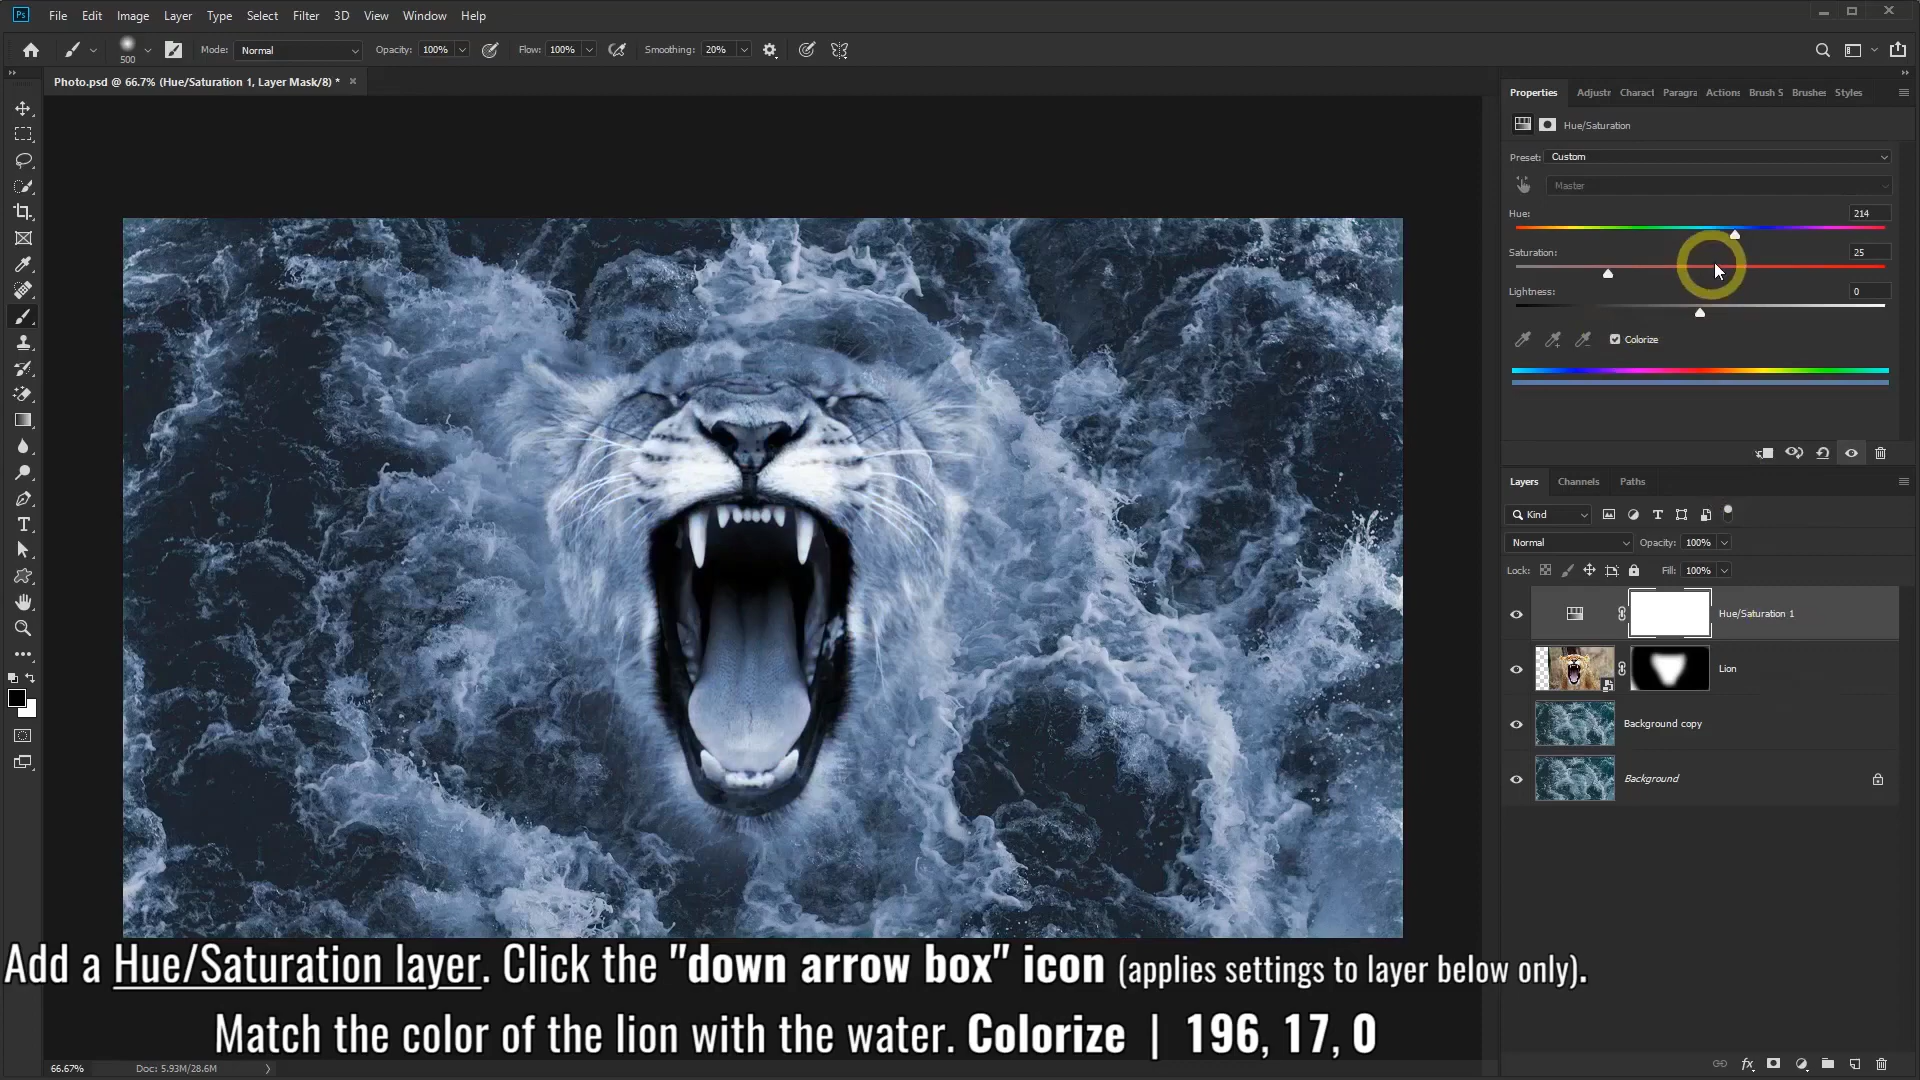 Ps File Edit Image Layer Type Select Filter 3D View Window Help
500 Mode: Normal Opacity: 100% Flow: 100% Smoothing: 20%
Photo.psd @ 66.7% (Hue/Saturation 1, Layer Mask/8) *
Properties Adjustr Charact Paragra Actions Brush S Brushes Styles
Hue/Saturation
Preset: Custom
Master
Hue: 214
Saturation: 25
Lightness: 0
Colorize
Layers Channels Paths
Kind
Normal Opacity: 100%
Lock: Fill: 100%
Hue/Saturation 1
Lion
Background copy
Background
Add a Hue/Saturation layer. Click the "down arrow box" icon (applies settings to layer below only).
Match the color of the lion with the water. Colorize | 196, 17, 0
66.67% Doc: 5.93M/28.6M